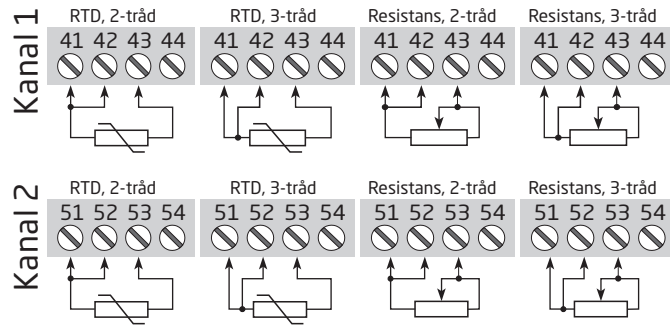 Kanal 1
RTD, 2-tråd RTD, 3-tråd Resistans, 2-tråd Resistans, 3-tråd
41 42 43 44 41 42 43 44 41 42 43 44 41 42 43 44
Kanal 2
RTD, 2-tråd RTD, 3-tråd Resistans, 2-tråd Resistans, 3-tråd
51 52 53 54 51 52 53 54 51 52 53 54 51 52 53 54